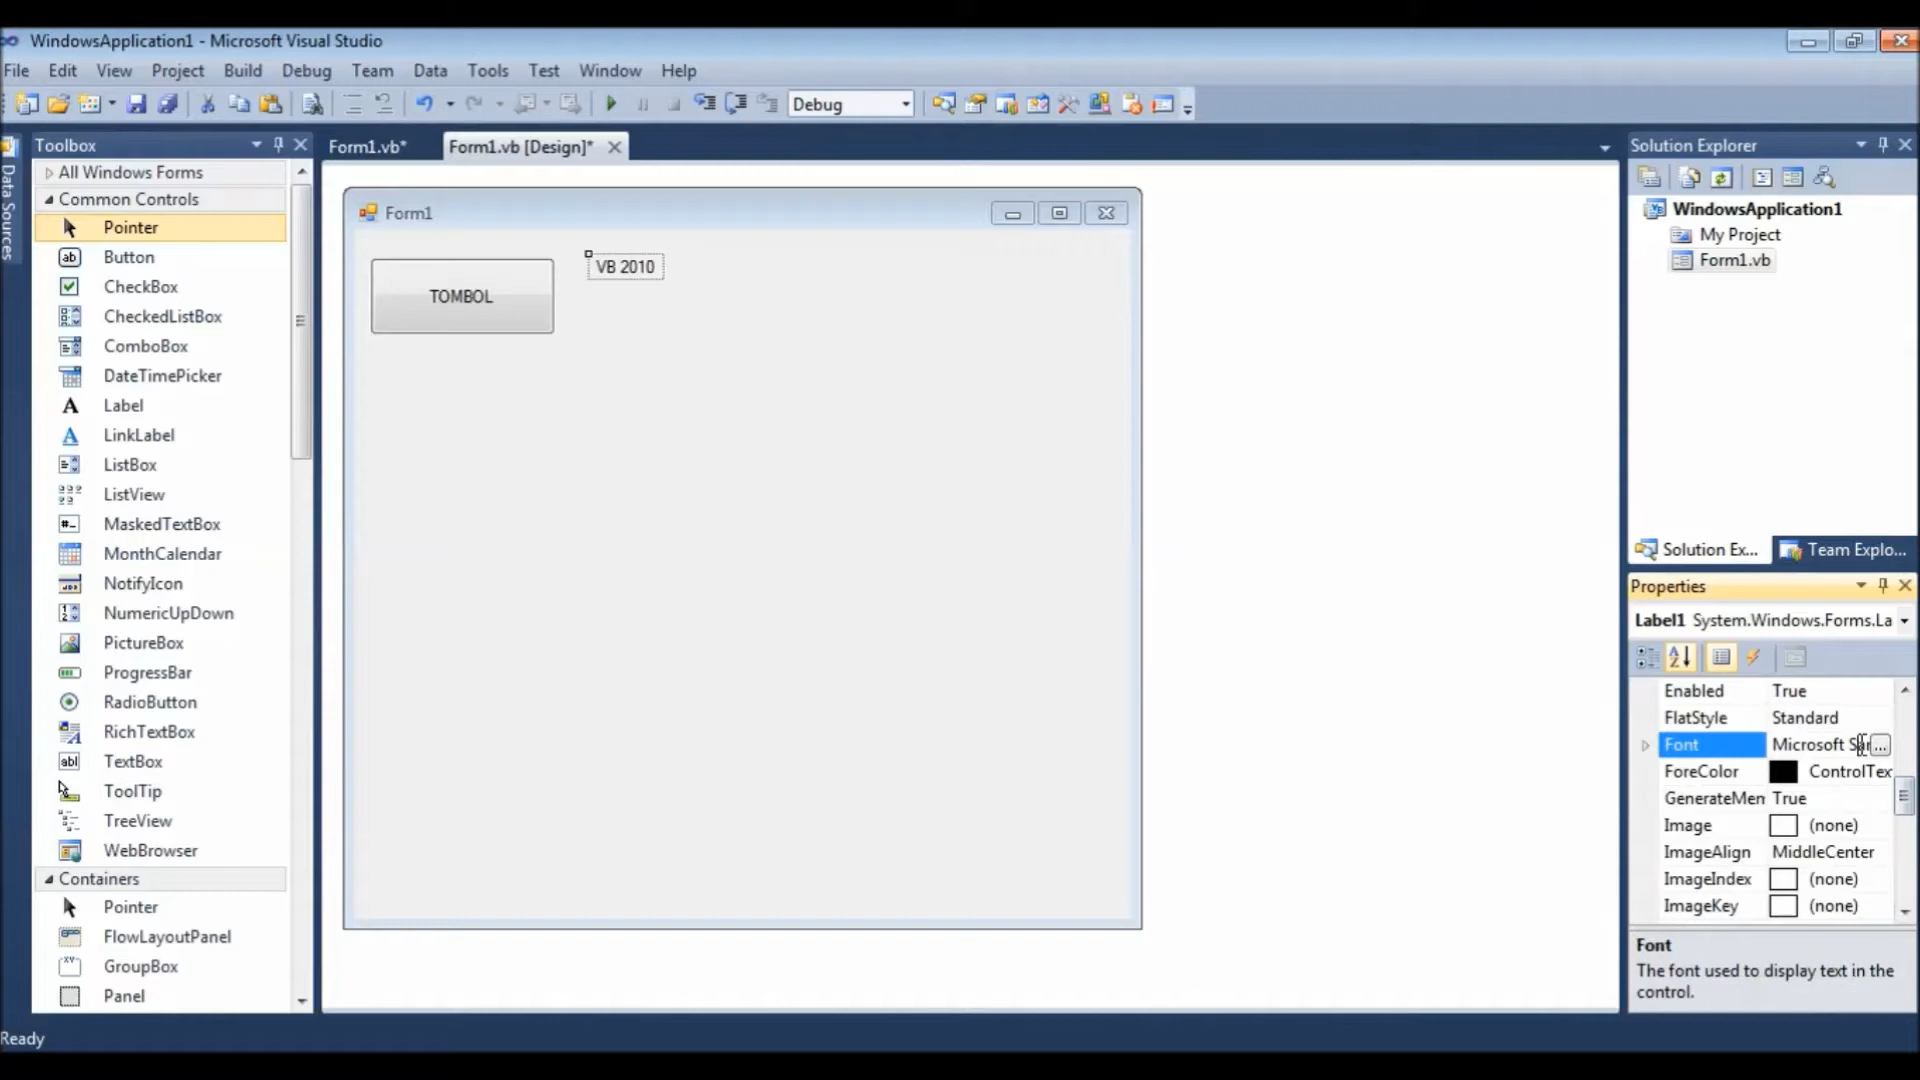 WindowsApplication1 - Microsoft Visual Studio
File Edit View Project Build Debug Team Data Tools Test Window Help
Debug
Data Sources
Toolbox
All Windows Forms
Common Controls
Pointer
Button
CheckBox
CheckedListBox
ComboBox
DateTimePicker
Label
LinkLabel
ListBox
ListView
MaskedTextBox
MonthCalendar
NotifyIcon
NumericUpDown
PictureBox
ProgressBar
RadioButton
RichTextBox
TextBox
ToolTip
TreeView
WebBrowser
Containers
Pointer
FlowLayoutPanel
GroupBox
Panel
Form1.vb* Form1.vb [Design]*
Form1
TOMBOL
VB 2010
Solution Explorer
WindowsApplication1
My Project
Form1.vb
Solution Ex... Team Explo...
Properties
Label1 System.Windows.Forms.La
Enabled True
FlatStyle Standard
Font Microsoft San ...
ForeColor ControlTex
GenerateMem True
Image (none)
ImageAlign MiddleCenter
ImageIndex (none)
ImageKey (none)
Font
The font used to display text in the
control.
Ready